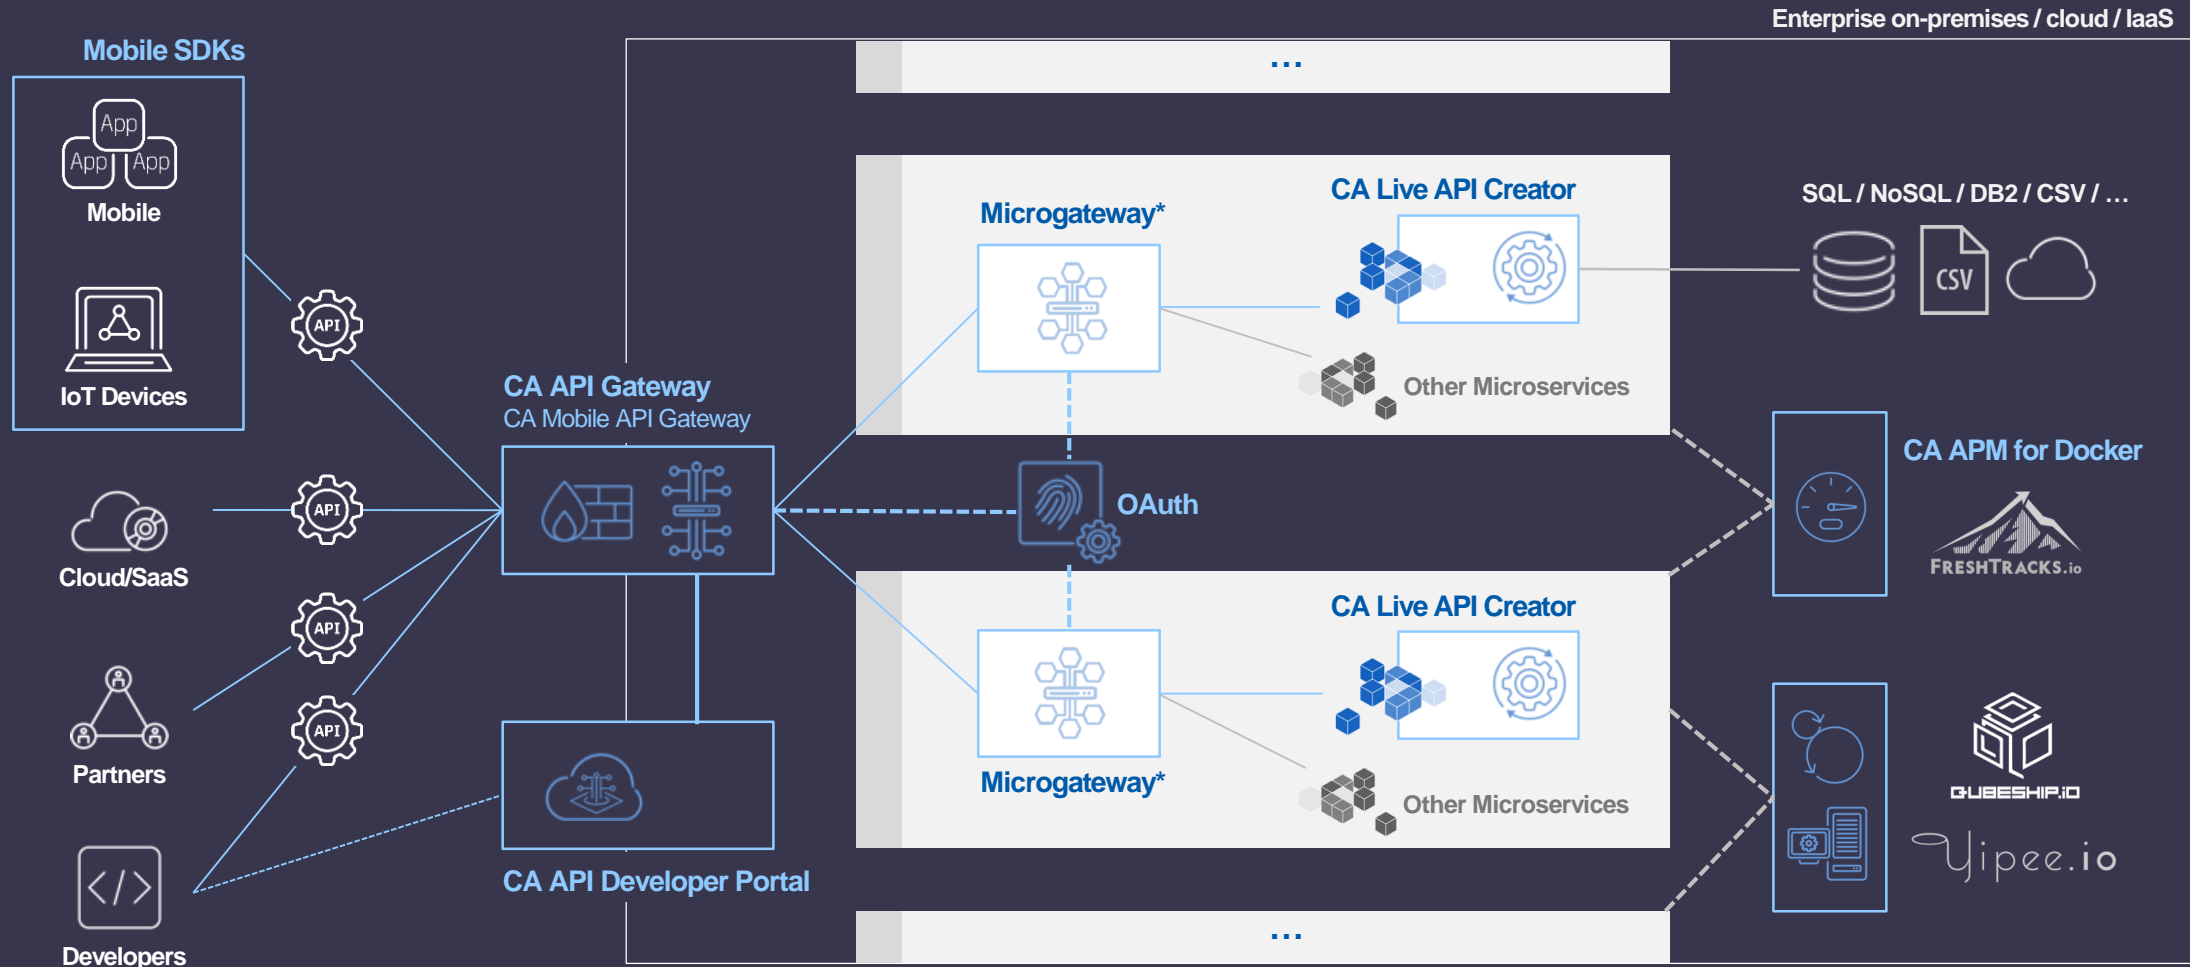 Enterprise on-premises / cloud / IaaS
Mobile SDKs
...
App
App App
Mobile
IoT Devices
API
CA API Gateway
CA Mobile API Gateway
Microgateway*
CA Live API Creator
Other Microservices
SQL / NoSQL / DB2 / CSV / ...
CSV
Cloud/SaaS
API
OAuth
CA APM for Docker
FRESHTRACKS.io
API
Partners
API
Microgateway*
CA Live API Creator
Other Microservices
QUBESHIP.iO
Yipee.io
CA API Developer Portal
</>
Developers
...